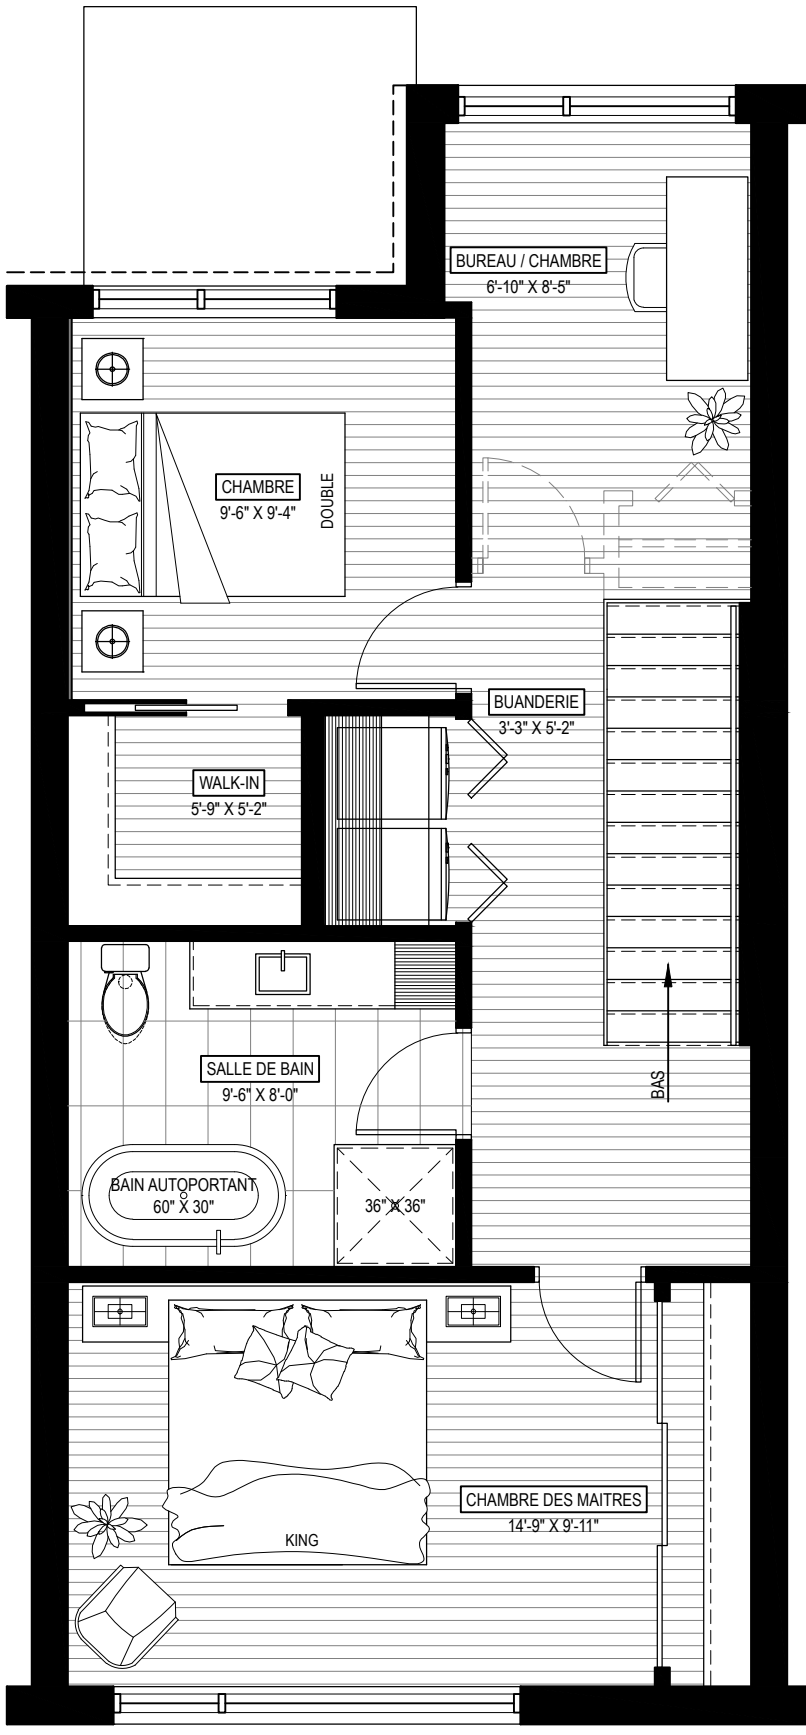 BUREAU / CHAMBRE
6'-10" X 8'-5"
CHAMBRE
9'-6" X 9'-4"
DOUBLE
BUANDERIE
3'-3" X 5'-2"
WALK-IN
5'-9" X 5'-2"
SALLE DE BAIN
9'-6" X 8'-0"
BAS
BAIN AUTOPORTANT
60" X 30"
36" X 36"
CHAMBRE DES MAITRES
14'-9" X 9'-11"
KING